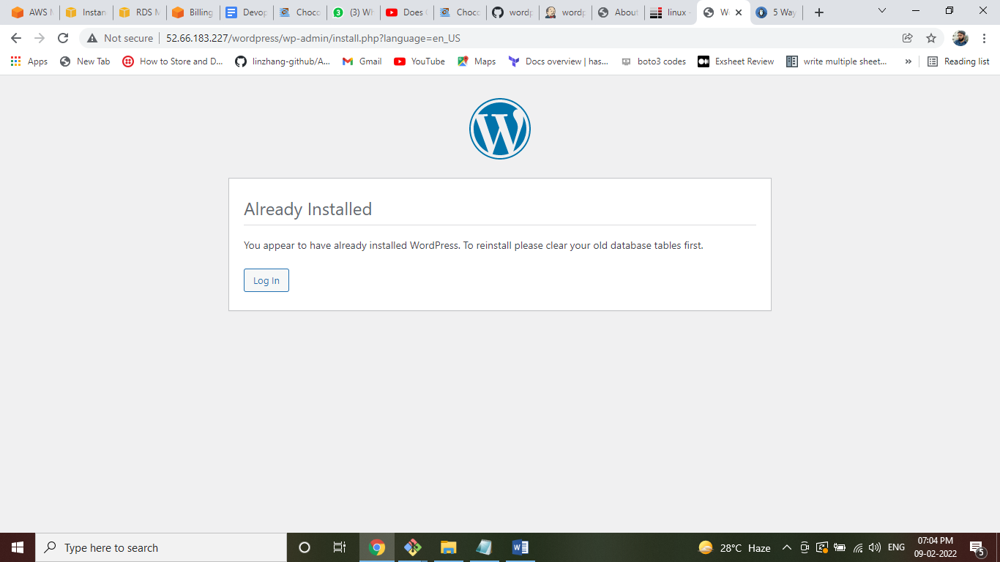 AWS M
Instan
RDS M
Billing
Devop
Choco
(3) Wh
Does
Choco
wordp
wordp
About
linux -
W
5 Way
Not secure
52.66.183.227/wordpress/wp-admin/install.php?language=en_US
Apps
New Tab
How to Store and D...
linzhang-github/A...
Gmail
YouTube
Maps
Docs overview | has...
boto3 codes
Exsheet Review
write multiple sheet...
»
Reading list
Already Installed
You appear to have already installed WordPress. To reinstall please clear your old database tables first.
Log In
Type here to search
28°C Haze
ENG
07:04 PM
09-02-2022
5